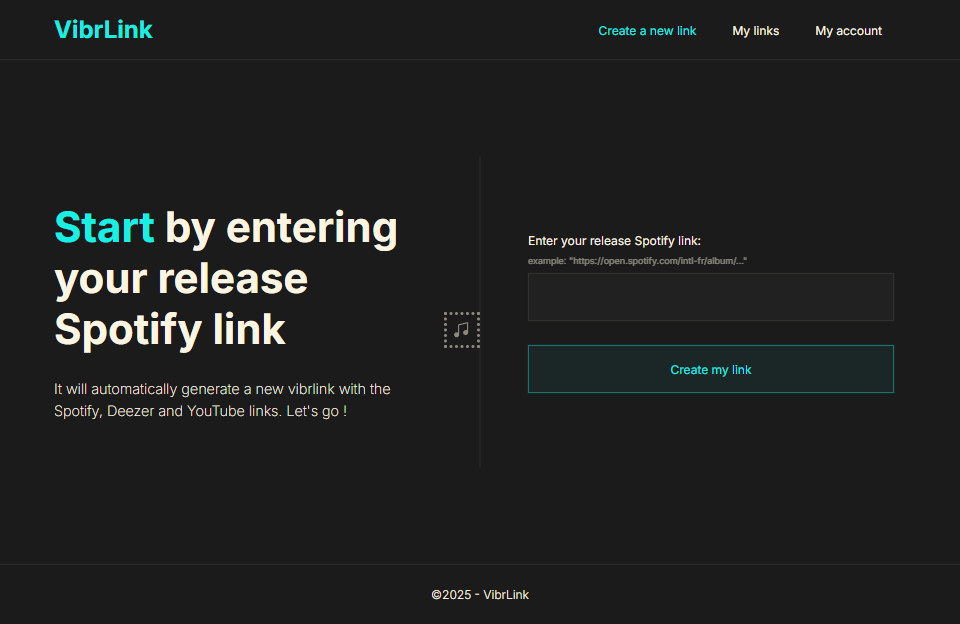 VibrLink
Create a new link
My links
My account
Start by entering
your release
Spotify link
It will automatically generate a new vibrlink with the
Spotify, Deezer and YouTube links. Let's go !
Enter your release Spotify link:
example: "https://open.spotify.com/intl-fr/album/..."
Create my link
©2025 - VibrLink